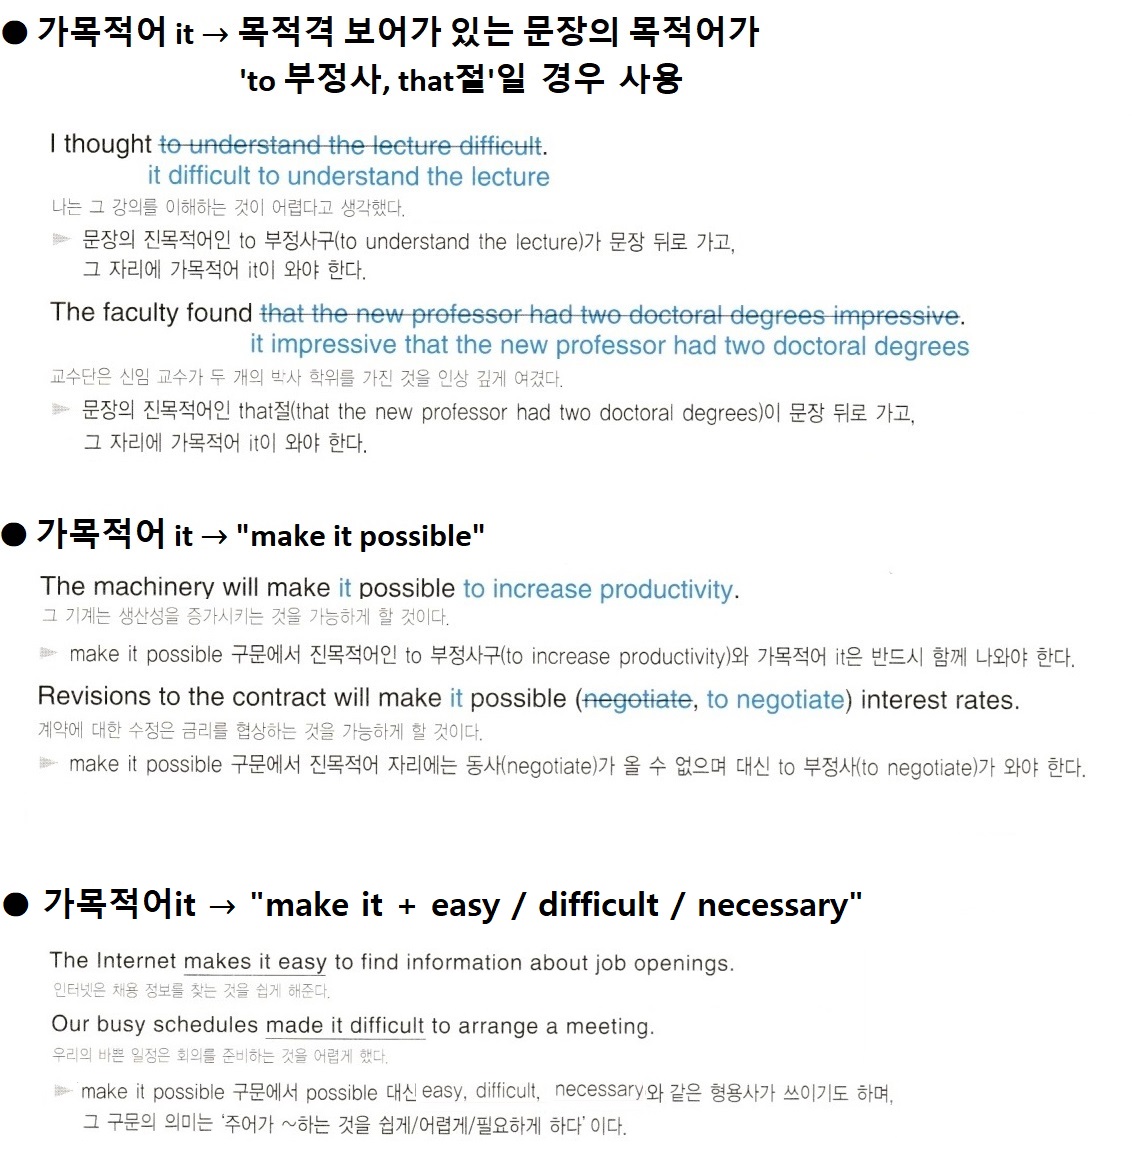 ● 가목적어 it → 목적격 보어가 있는 문장의 목적어가
'to 부정사, that절'일 경우 사용
I thought to understand the lecture difficult.
it difficult to understand the lecture
나는 그 강의를 이해하는 것이 어렵다고 생각했다.
문장의 진목적어인 to 부정사구(to understand the lecture)가 문장 뒤로 가고,
그 자리에 가목적어 it이 와야 한다.
The faculty found that the new professor had two doctoral degrees impressive.
it impressive that the new professor had two doctoral degrees
교수단은 신임 교수가 두 개의 박사 학위를 가진 것을 인상 깊게 여겼다.
문장의 진목적어인 that절(that the new professor had two doctoral degrees)이 문장 뒤로 가고,
그 자리에 가목적어 it이 와야 한다.
● 가목적어 it → "make it possible"
The machinery will make it possible to increase productivity.
그 기계는 생산성을 증가시키는 것을 가능하게 할 것이다.
make it possible 구문에서 진목적어인 to 부정사구(to increase productivity)와 가목적어 it은 반드시 함께 나와야 한다.
Revisions to the contract will make it possible (negotiate, to negotiate) interest rates.
계약에 대한 수정은 금리를 협상하는 것을 가능하게 할 것이다.
make it possible 구문에서 진목적어 자리에는 동사(negotiate)가 올 수 없으며 대신 to 부정사(to negotiate)가 와야 한다.
● 가목적어it → "make it + easy / difficult / necessary"
The Internet makes it easy to find information about job openings.
인터넷은 채용 정보를 찾는 것을 쉽게 해준다.
Our busy schedules made it difficult to arrange a meeting.
우리의 바쁜 일정은 회의를 준비하는 것을 어렵게 했다.
make it possible 구문에서 possible 대신 easy, difficult, necessary와 같은 형용사가 쓰이기도 하며,
그 구문의 의미는 '주어가 ~하는 것을 쉽게/어렵게/필요하게 하다' 이다.